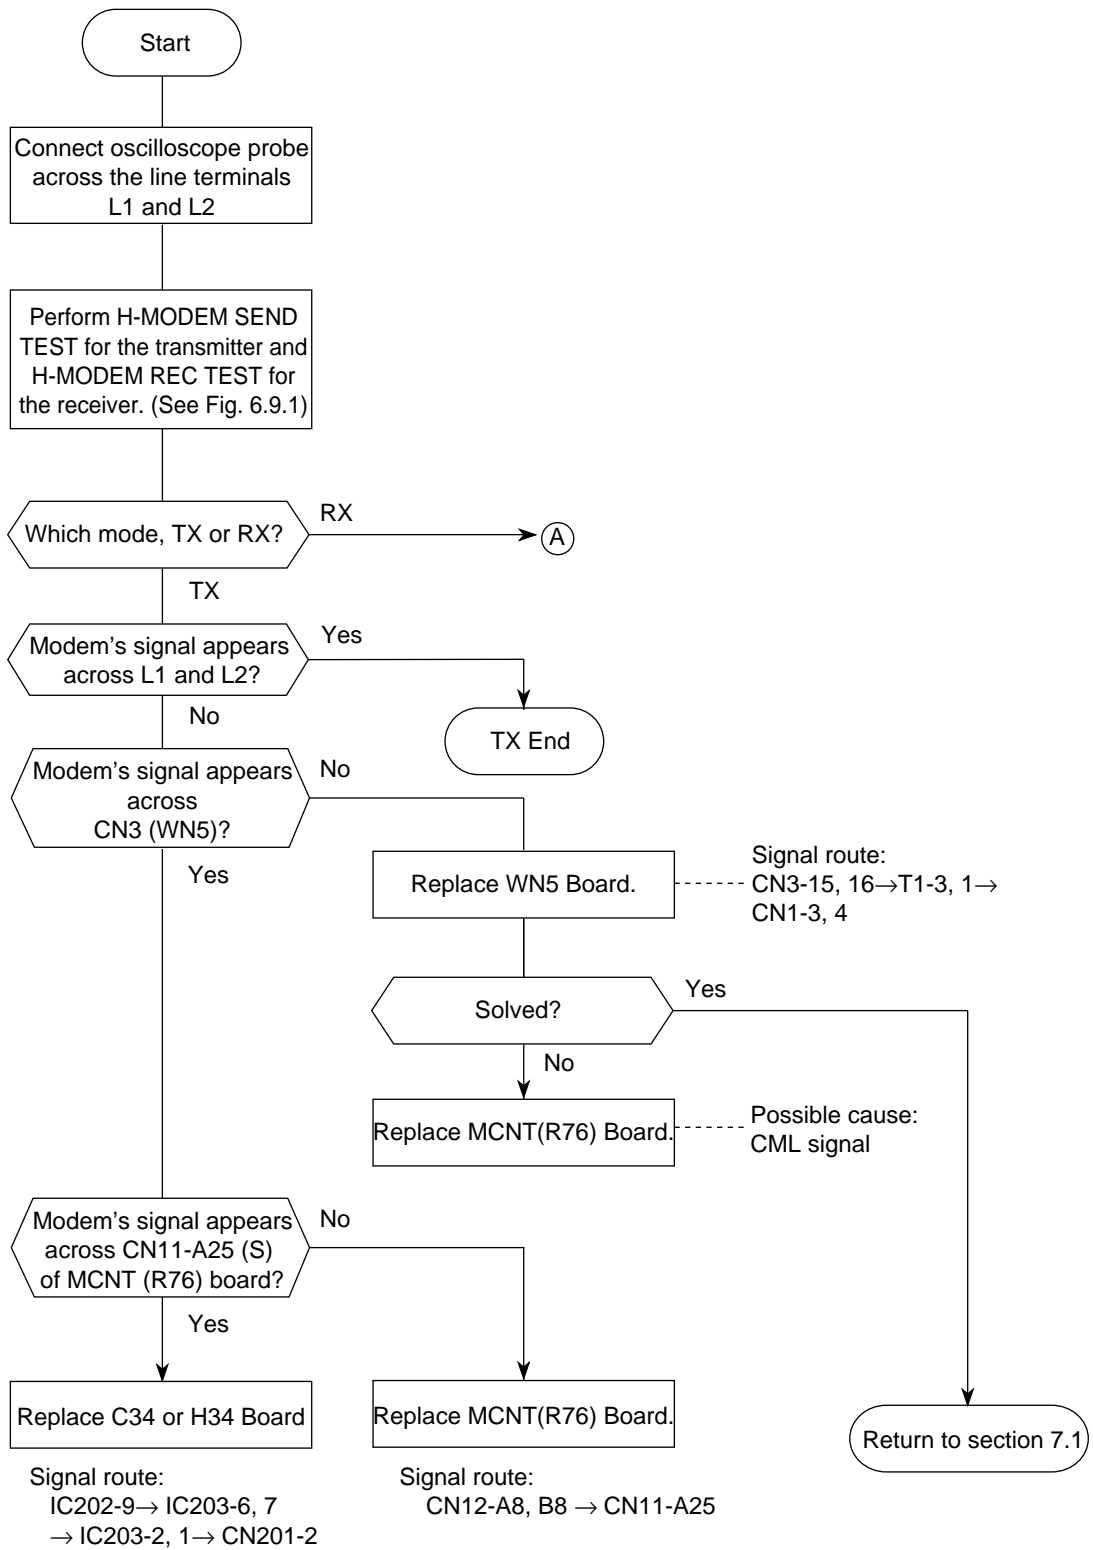 Start
Connect oscilloscope probe
across the line terminals
L1 and L2
Perform H-MODEM SEND
TEST for the transmitter and
H-MODEM REC TEST for
the receiver. (See Fig. 6.9.1)
Which mode, TX or RX?
RX
A
TX
Modem's signal appears
across L1 and L2?
Yes
TX End
No
Modem's signal appears
across
CN3 (WN5)?
No
Yes
Replace WN5 Board.
Signal route:
CN3-15, 16→T1-3, 1→
CN1-3, 4
Solved?
Yes
No
Replace MCNT(R76) Board.
Possible cause:
CML signal
Modem's signal appears
across CN11-A25 (S)
of MCNT (R76) board?
No
Yes
Replace C34 or H34 Board
Replace MCNT(R76) Board.
Return to section 7.1
Signal route:
IC202-9→ IC203-6, 7
→ IC203-2, 1→ CN201-2
Signal route:
CN12-A8, B8 → CN11-A25